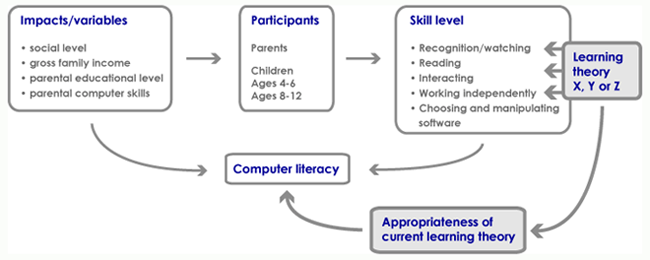 Impacts/variables
• social level
• gross family income
• parental educational level
• parental computer skills
Participants
Parents
Children
Ages 4-6
Ages 8-12
Skill level
• Recognition/watching
• Reading
• Interacting
• Working independently
• Choosing and manipulating
software
Learning
theory
X, Y or Z
Computer literacy
Appropriateness of
current learning theory